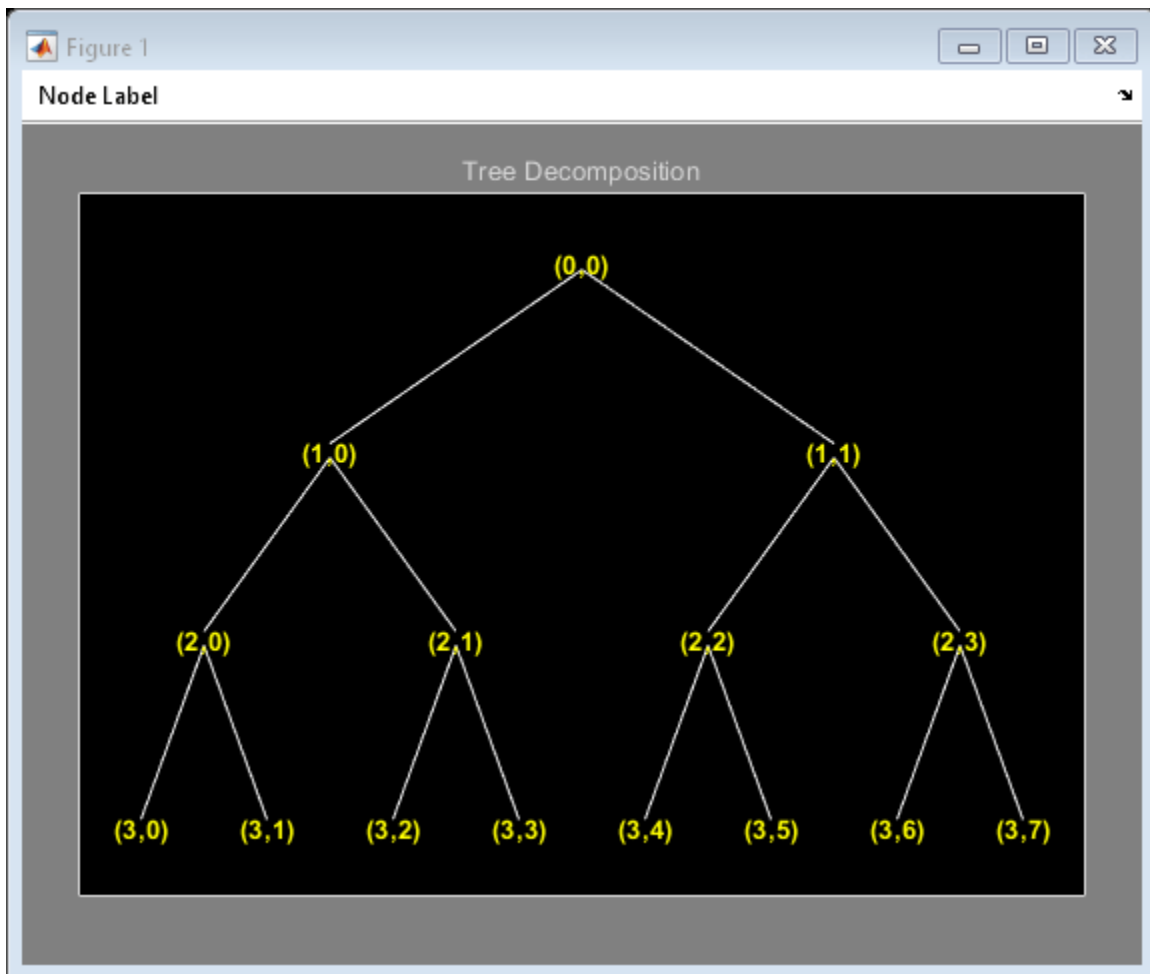 Figure 1
Node Label
Tree Decomposition
(0,0)
(1,0) (1,1)
(2,0) (2,1) (2,2) (2,3)
(3,0) (3,1) (3,2) (3,3) (3,4) (3,5) (3,6) (3,7)